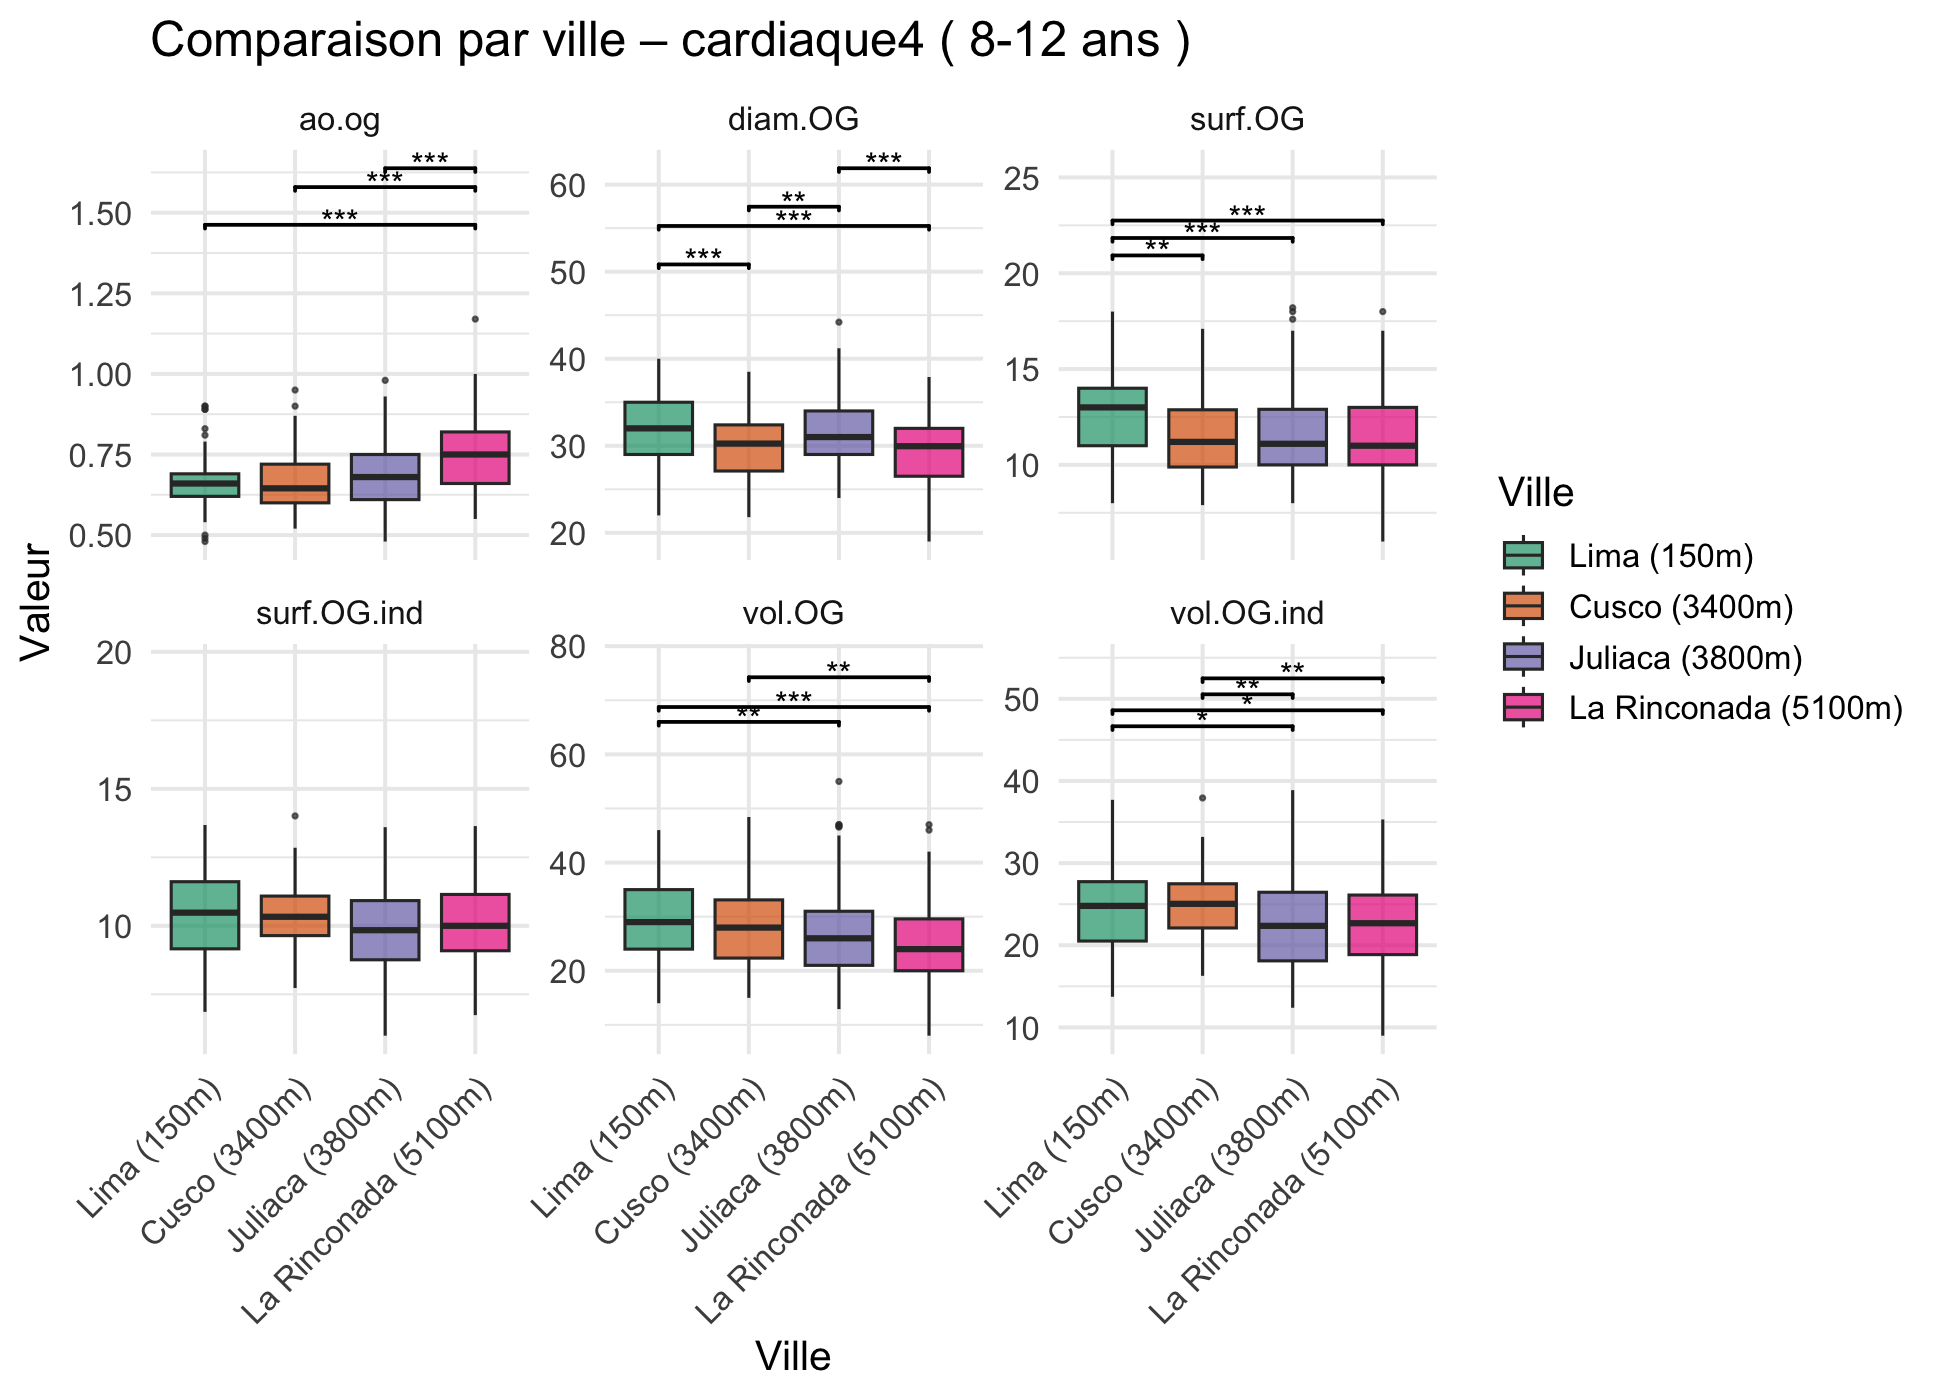 Comparaison par ville – cardiaque4 ( 8-12 ans )
ao.og
diam.OG
surf.OG
***
***
***
1.50
1.25
1.00
0.75
0.50
***
**
***
***
60
50
40
30
20
***
***
**
25
20
15
10
Valeur
surf.OG.ind
vol.OG
vol.OG.ind
20
15
10
**
***
**
80
60
40
20
**
**
*
*
50
40
30
20
10
Lima (150m)
Cusco (3400m)
Juliaca (3800m)
La Rinconada (5100m)
Lima (150m)
Cusco (3400m)
Juliaca (3800m)
La Rinconada (5100m)
Lima (150m)
Cusco (3400m)
Juliaca (3800m)
La Rinconada (5100m)
Ville
Ville
Lima (150m)
Cusco (3400m)
Juliaca (3800m)
La Rinconada (5100m)